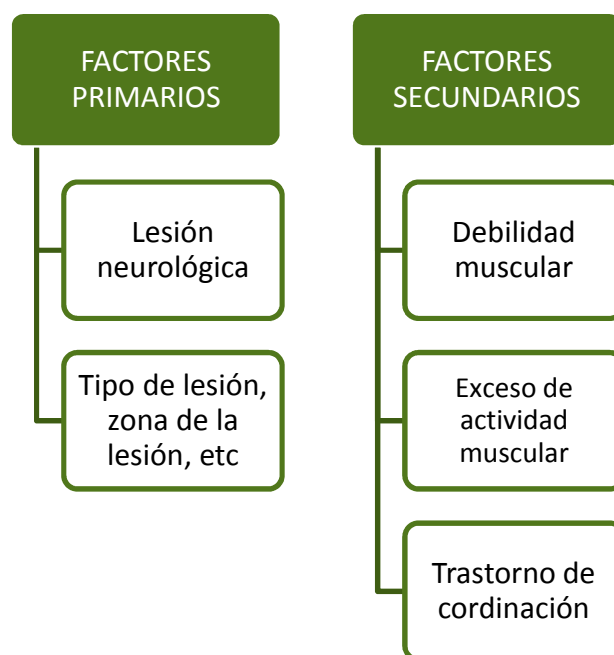 FACTORES
PRIMARIOS
Lesión
neurológica
Tipo de lesión,
zona de la
lesión, etc
FACTORES
SECUNDARIOS
Debilidad
muscular
Exceso de
actividad
muscular
Trastorno de
cordinación